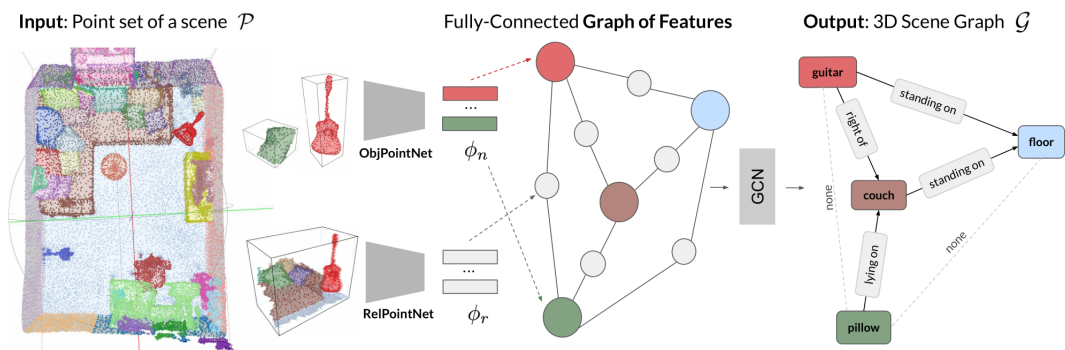 Input: Point set of a scene 𝒫
Fully-Connected Graph of Features
Output: 3D Scene Graph 𝒢
ObjPointNet
...
ϕn
RelPointNet
...
ϕr
GCN
guitar
standing on
right of
floor
none
couch
standing on
none
lying on
pillow